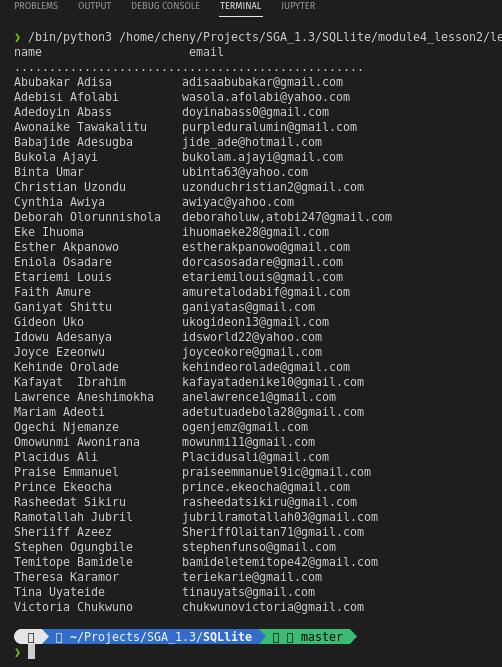 PROBLEMS OUTPUT DEBUG CONSOLE TERMINAL JUPYTER
❯ /bin/python3 /home/cheny/Projects/SGA_1.3/SQLlite/module4_lesson2/le
name email
..................................................
Abubakar Adisa adisaabubakar@gmail.com
Adebisi Afolabi wasola.afolabi@yahoo.com
Adedoyin Abass doyinabass0@gmail.com
Awonaike Tawakalitu purpleduralumin@gmail.com
Babajide Adesugba jide_ade@hotmail.com
Bukola Ajayi bukolam.ajayi@gmail.com
Binta Umar ubinta63@yahoo.com
Christian Uzondu uzonduchristian2@gmail.com
Cynthia Awiya awiyac@yahoo.com
Deborah Olorunnishola deboraholuw,atobi247@gmail.com
Eke Ihuoma ihuomaeke28@gmail.com
Esther Akpanowo estherakpanowo@gmail.com
Eniola Osadare dorcasosadare@gmail.com
Etariemi Louis etariemilouis@gmail.com
Faith Amure amuretalodabif@gmail.com
Ganiyat Shittu ganiyatas@gmail.com
Gideon Uko ukogideon13@gmail.com
Idowu Adesanya idsworld22@yahoo.com
Joyce Ezeonwu joyceokore@gmail.com
Kehinde Orolade kehindeorolade@gmail.com
Kafayat  Ibrahim kafayatadenike10@gmail.com
Lawrence Aneshimokha anelawrence1@gmail.com
Mariam Adeoti adetutuadebola28@gmail.com
Ogechi Njemanze ogenjemz@gmail.com
Omowunmi Awonirana mowunmi11@gmail.com
Placidus Ali Placidusali@gmail.com
Praise Emmanuel praiseemmanuel9ic@gmail.com
Prince Ekeocha prince.ekeocha@gmail.com
Rasheedat Sikiru rasheedatsikiru@gmail.com
Ramotallah Jubril jubrilramotallah03@gmail.com
Sheriiff Azeez SheriffOlaitan71@gmail.com
Stephen Ogungbile stephenfunso@gmail.com
Temitope Bamidele bamideletemitope42@gmail.com
Theresa Karamor teriekarie@gmail.com
Tina Uyateide tinauyats@gmail.com
Victoria Chukwuno chukwunovictoria@gmail.com
~/Projects/SGA_1.3/SQLlite master
❯